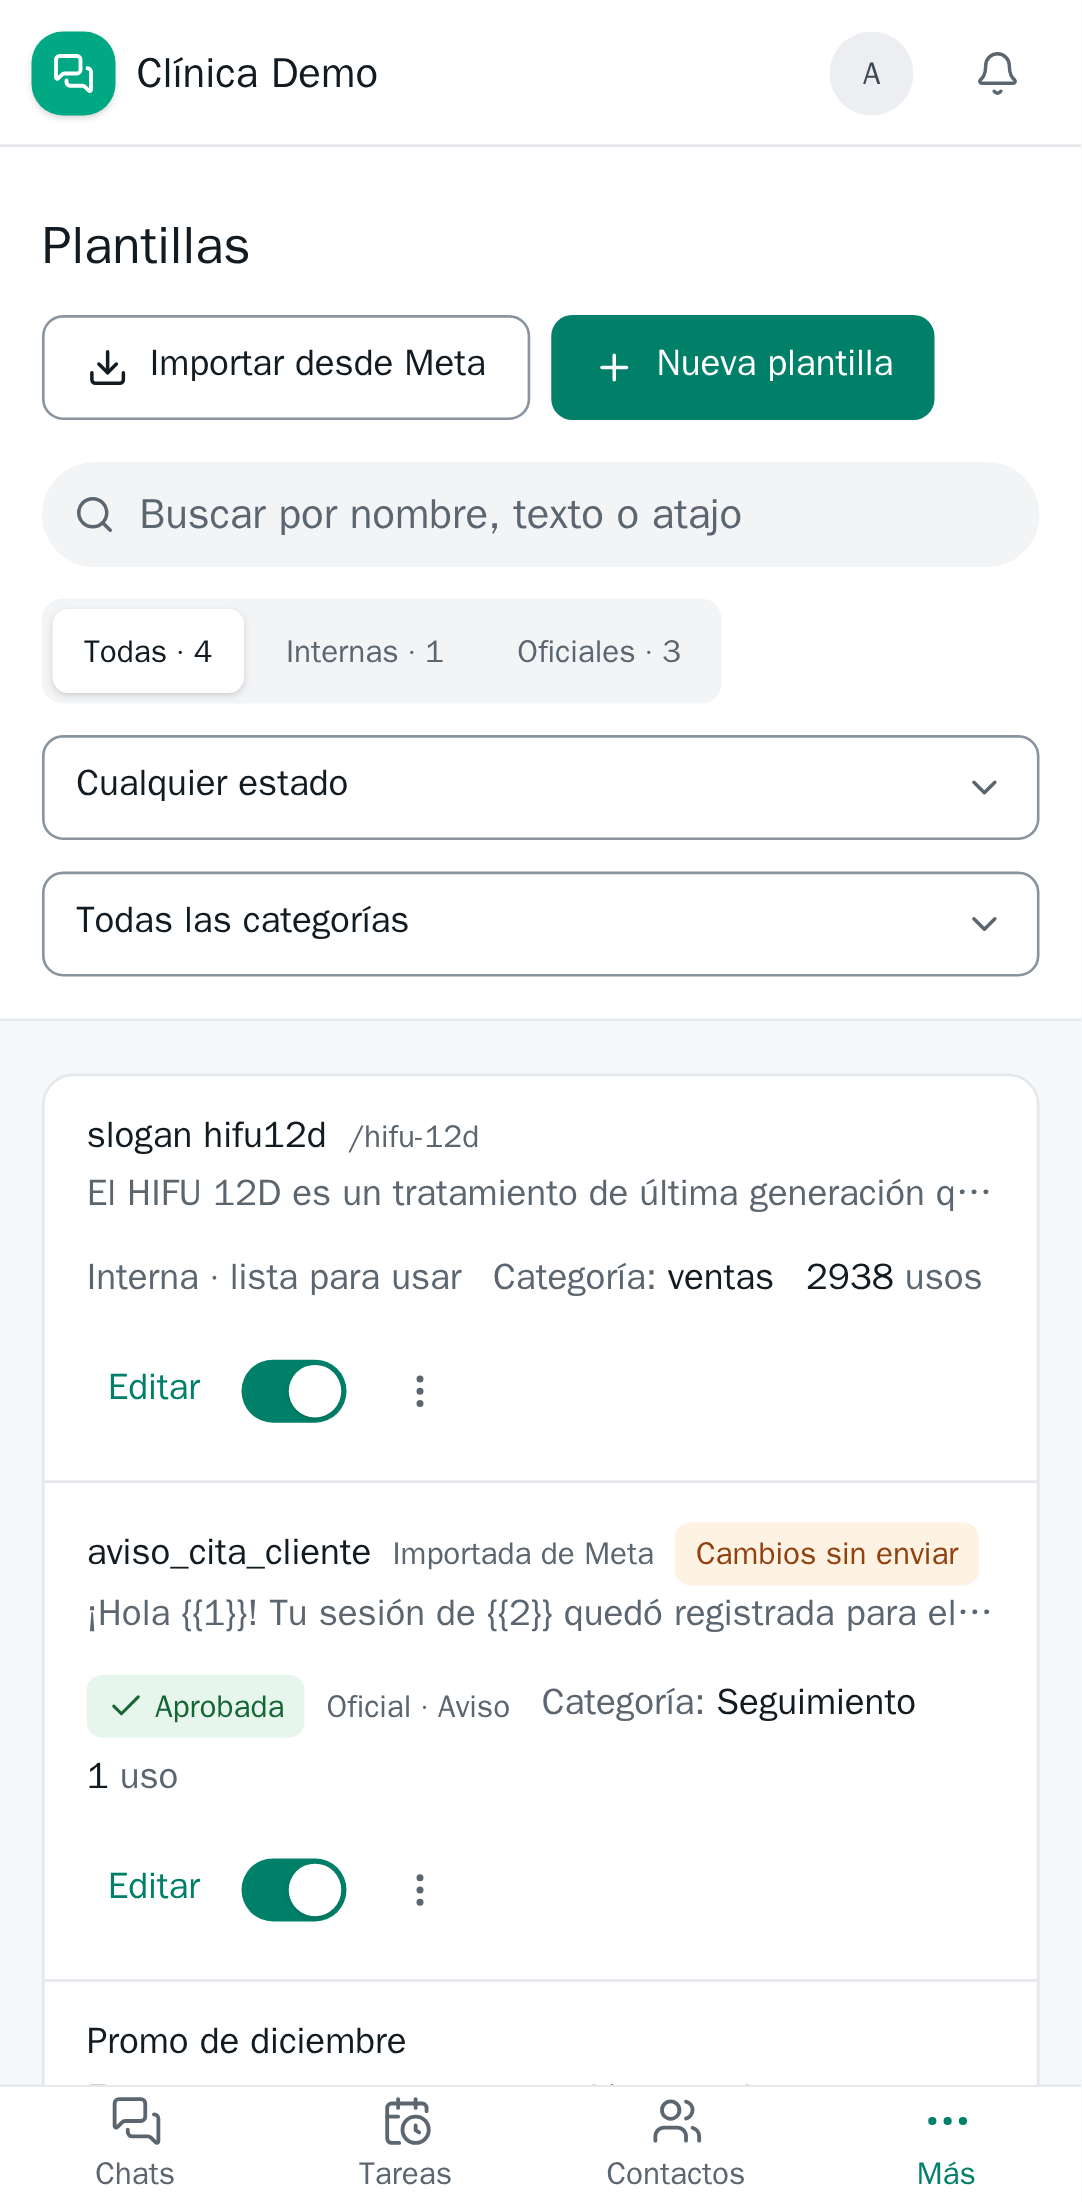 Clínica Demo
A
Plantillas
Importar desde Meta
Nueva plantilla
Buscar por nombre, texto o atajo
Todas · 4
Internas · 1
Oficiales · 3
Cualquier estado
Todas las categorías
slogan hifu12d /hifu-12d
El HIFU 12D es un tratamiento de última generación q···
Interna · lista para usar Categoría: ventas 2938 usos
Editar
aviso_cita_cliente Importada de Meta Cambios sin enviar
¡Hola {{1}}! Tu sesión de {{2}} quedó registrada para el···
Aprobada Oficial · Aviso Categoría: Seguimiento
1 uso
Editar
Promo de diciembre
Chats
Tareas
Contactos
Más